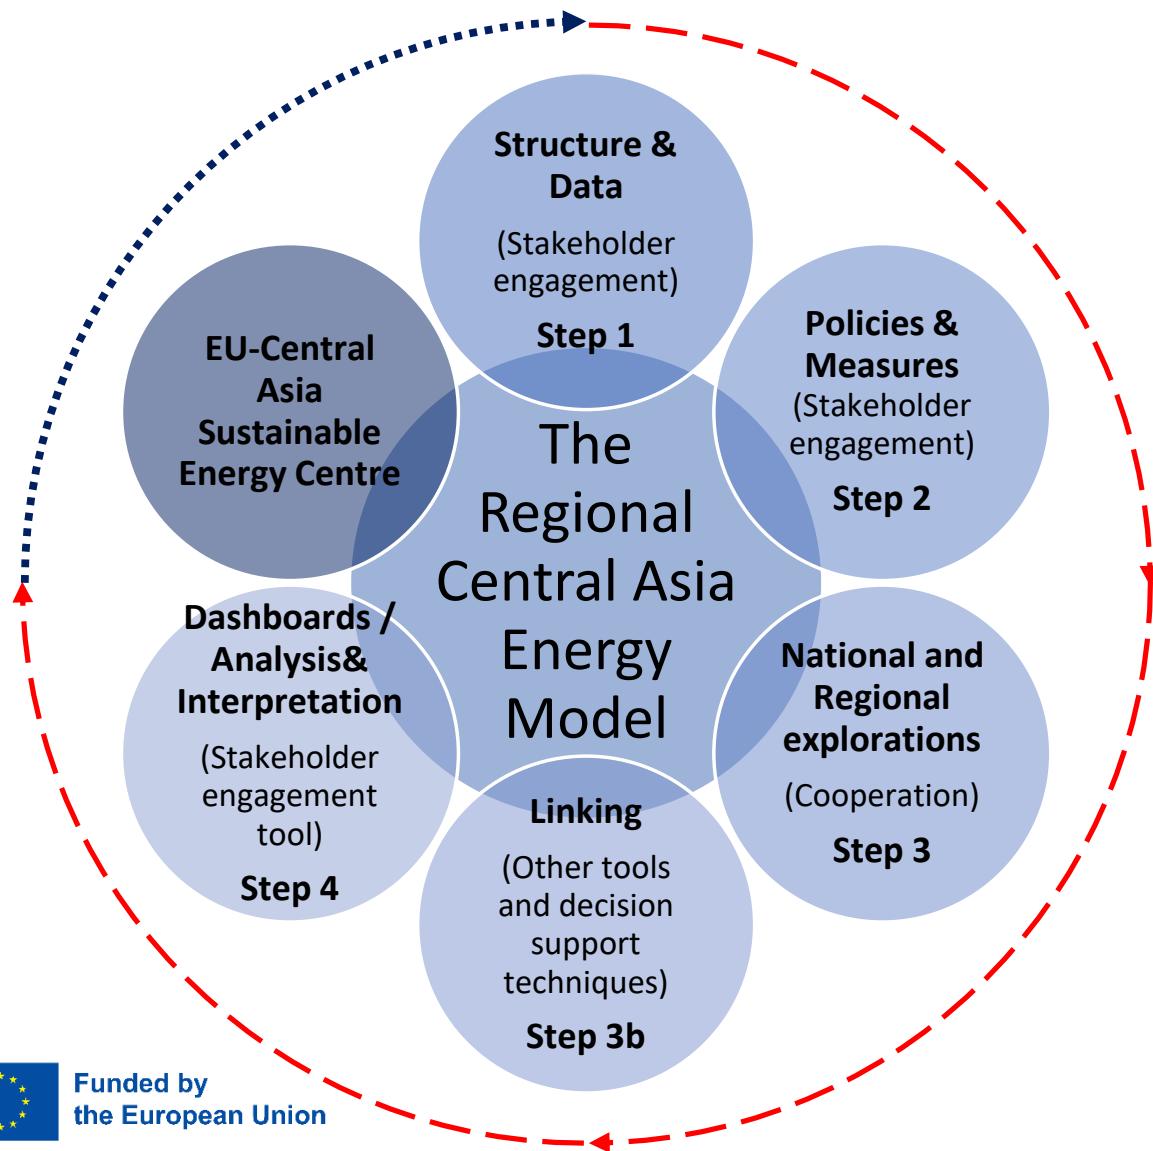 Structure &
Data
(Stakeholder
engagement)
Step 1
Policies &
Measures
(Stakeholder
engagement)
Step 2
National and
Regional
explorations
(Cooperation)
Step 3
Linking
(Other tools
and decision
support
techniques)
Step 3b
Dashboards /
Analysis&
Interpretation
(Stakeholder
engagement
tool)
Step 4
EU-Central
Asia
Sustainable
Energy Centre
The
Regional
Central Asia
Energy
Model
Funded by
the European Union